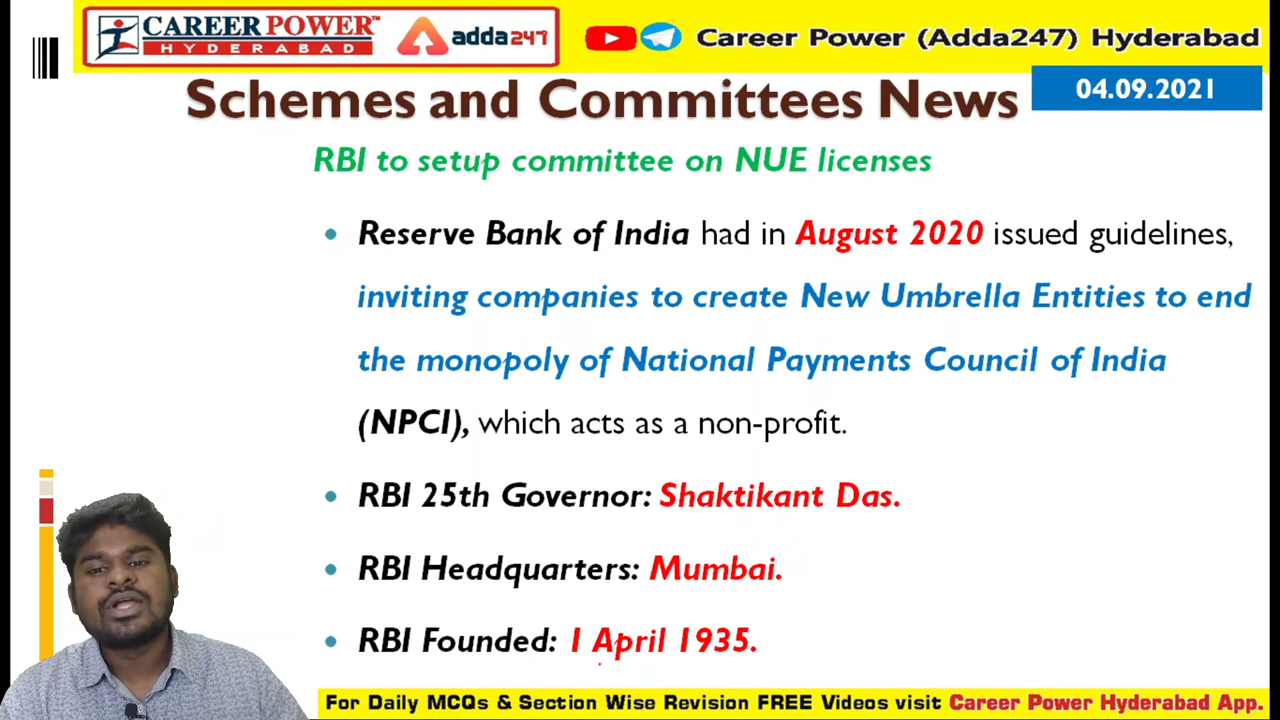 CAREER POWER™
HYDERABAD
adda247
Career Power (Adda247) Hyderabad
Schemes and Committees News
04.09.2021
RBI to setup committee on NUE licenses
• Reserve Bank of India had in August 2020 issued guidelines,
inviting companies to create New Umbrella Entities to end
the monopoly of National Payments Council of India
(NPCI), which acts as a non-profit.
• RBI 25th Governor: Shaktikant Das.
• RBI Headquarters: Mumbai.
• RBI Founded: 1 April 1935.
For Daily MCQs & Section Wise Revision FREE Videos visit Career Power Hyderabad App.